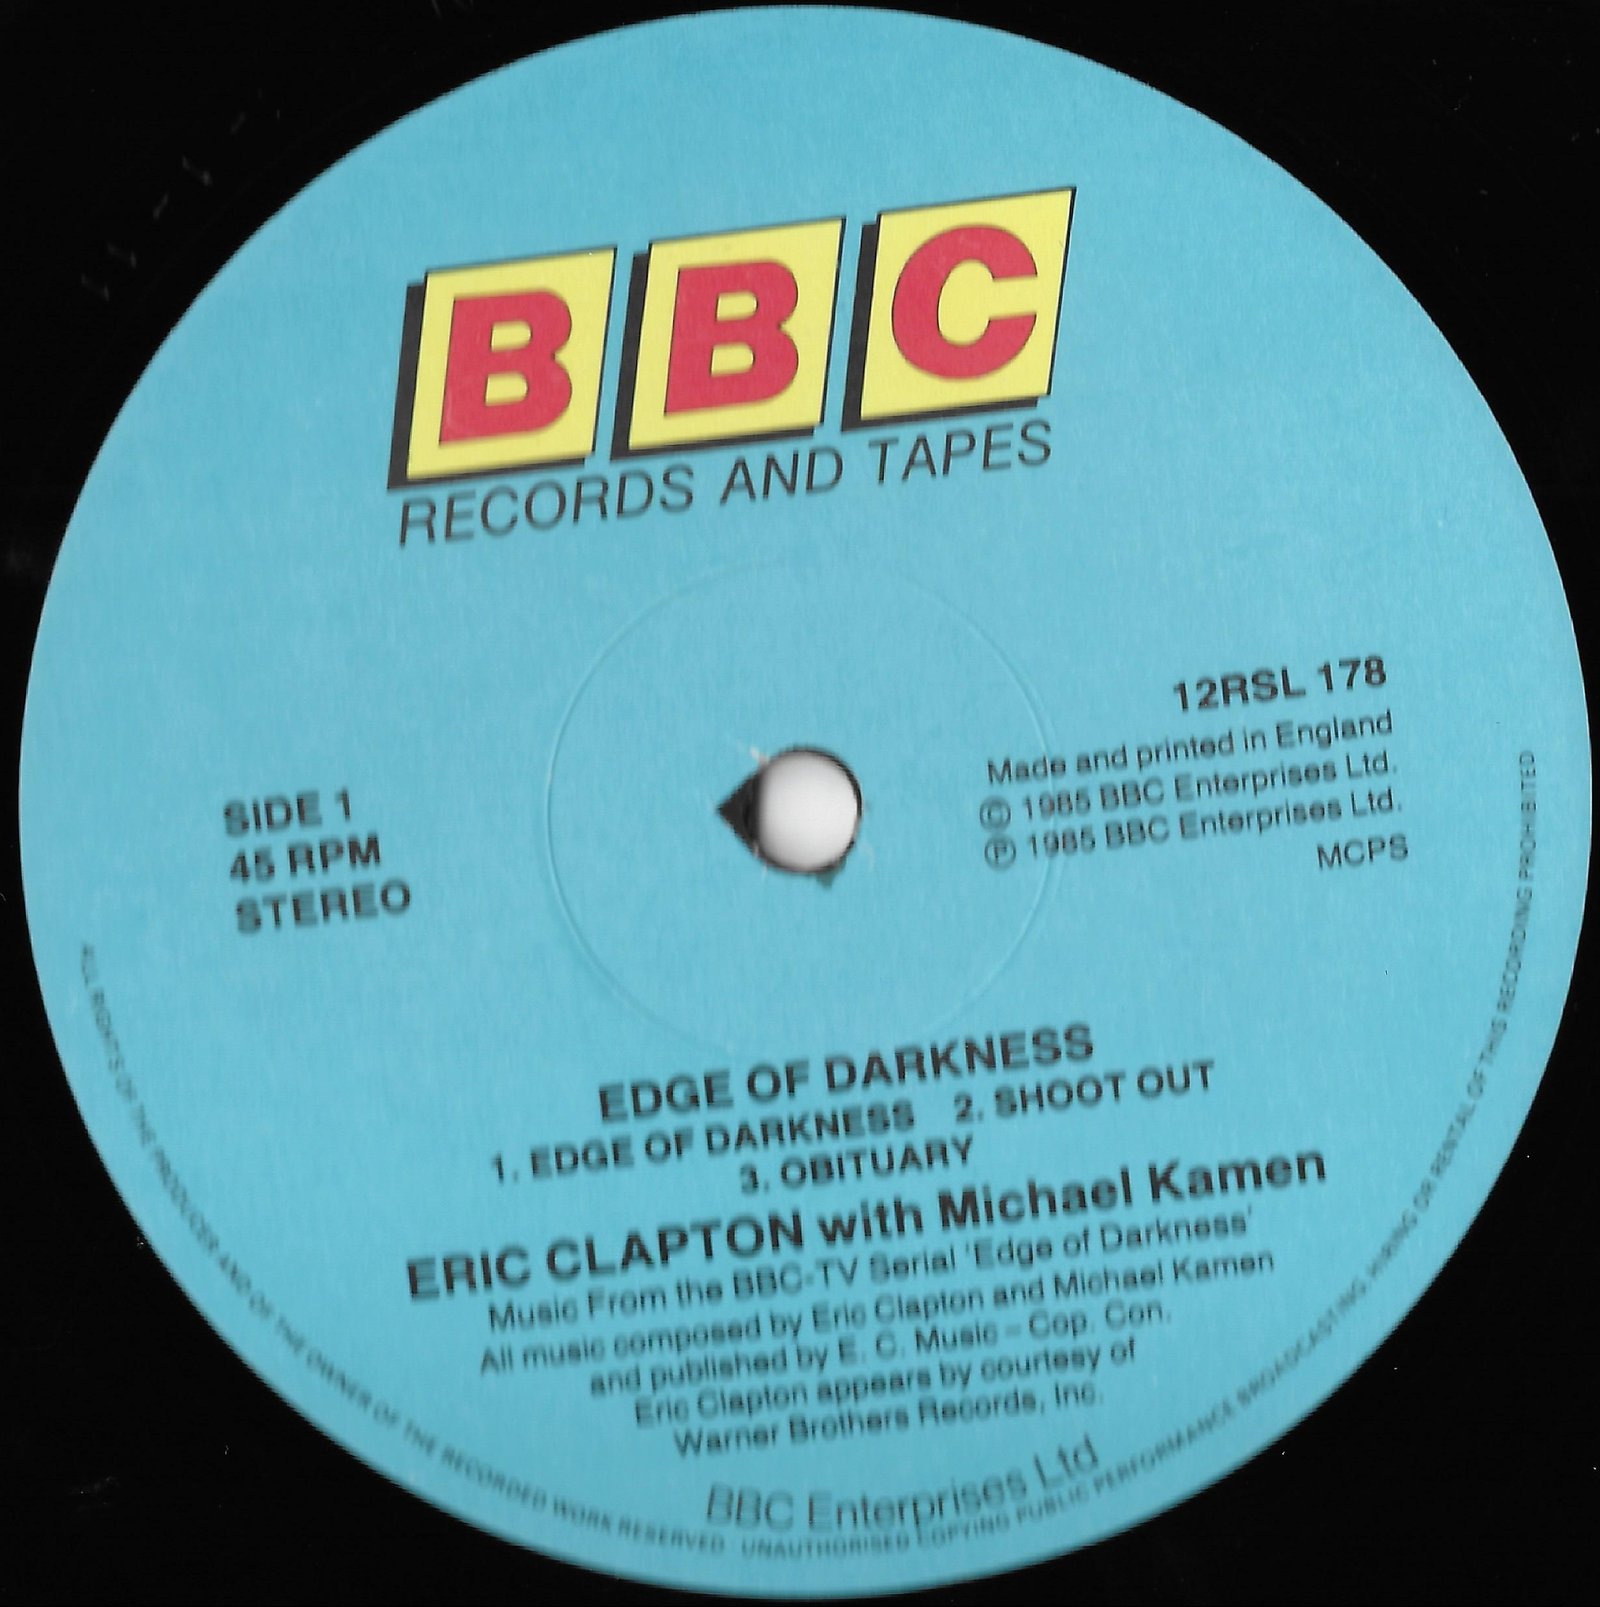 BBC
RECORDS AND TAPES
12RSL 178
Made and printed in England
© 1985 BBC Enterprises Ltd.
℗ 1985 BBC Enterprises Ltd.
MCPS
SIDE 1
45 RPM
STEREO
EDGE OF DARKNESS
1. EDGE OF DARKNESS 2. SHOOT OUT
3. OBITUARY
ERIC CLAPTON with Michael Kamen
Music From the BBC-TV Serial 'Edge of Darkness'
All music composed by Eric Clapton and Michael Kamen
and published by E. C. Music – Cop. Con.
Eric Clapton appears by courtesy of
Warner Brothers Records, Inc.
BBC Enterprises Ltd
ALL RIGHTS OF THE PRODUCER AND OF THE OWNER OF THE RECORDED WORK RESERVED UNAUTHORISED COPYING PUBLIC PERFORMANCE BROADCASTING, HIRING OR RENTAL OF THIS RECORDING PROHIBITED